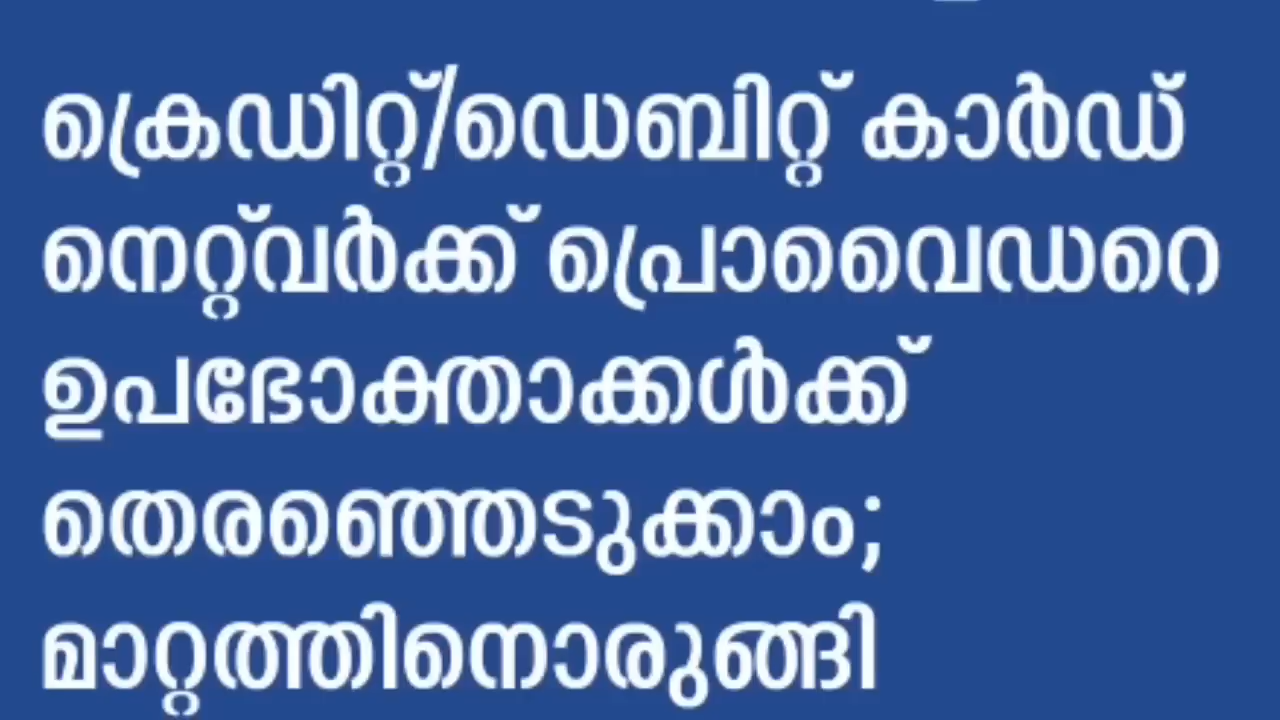 ക്രെഡിറ്റ്/ഡെബിറ്റ് കാർഡ്
നെറ്റ്‌വർക്ക് പ്രൊവൈഡറെ
ഉപഭോക്താക്കൾക്ക്
തെരഞ്ഞെടുക്കാം;
മാറ്റത്തിനൊരുങ്ങി